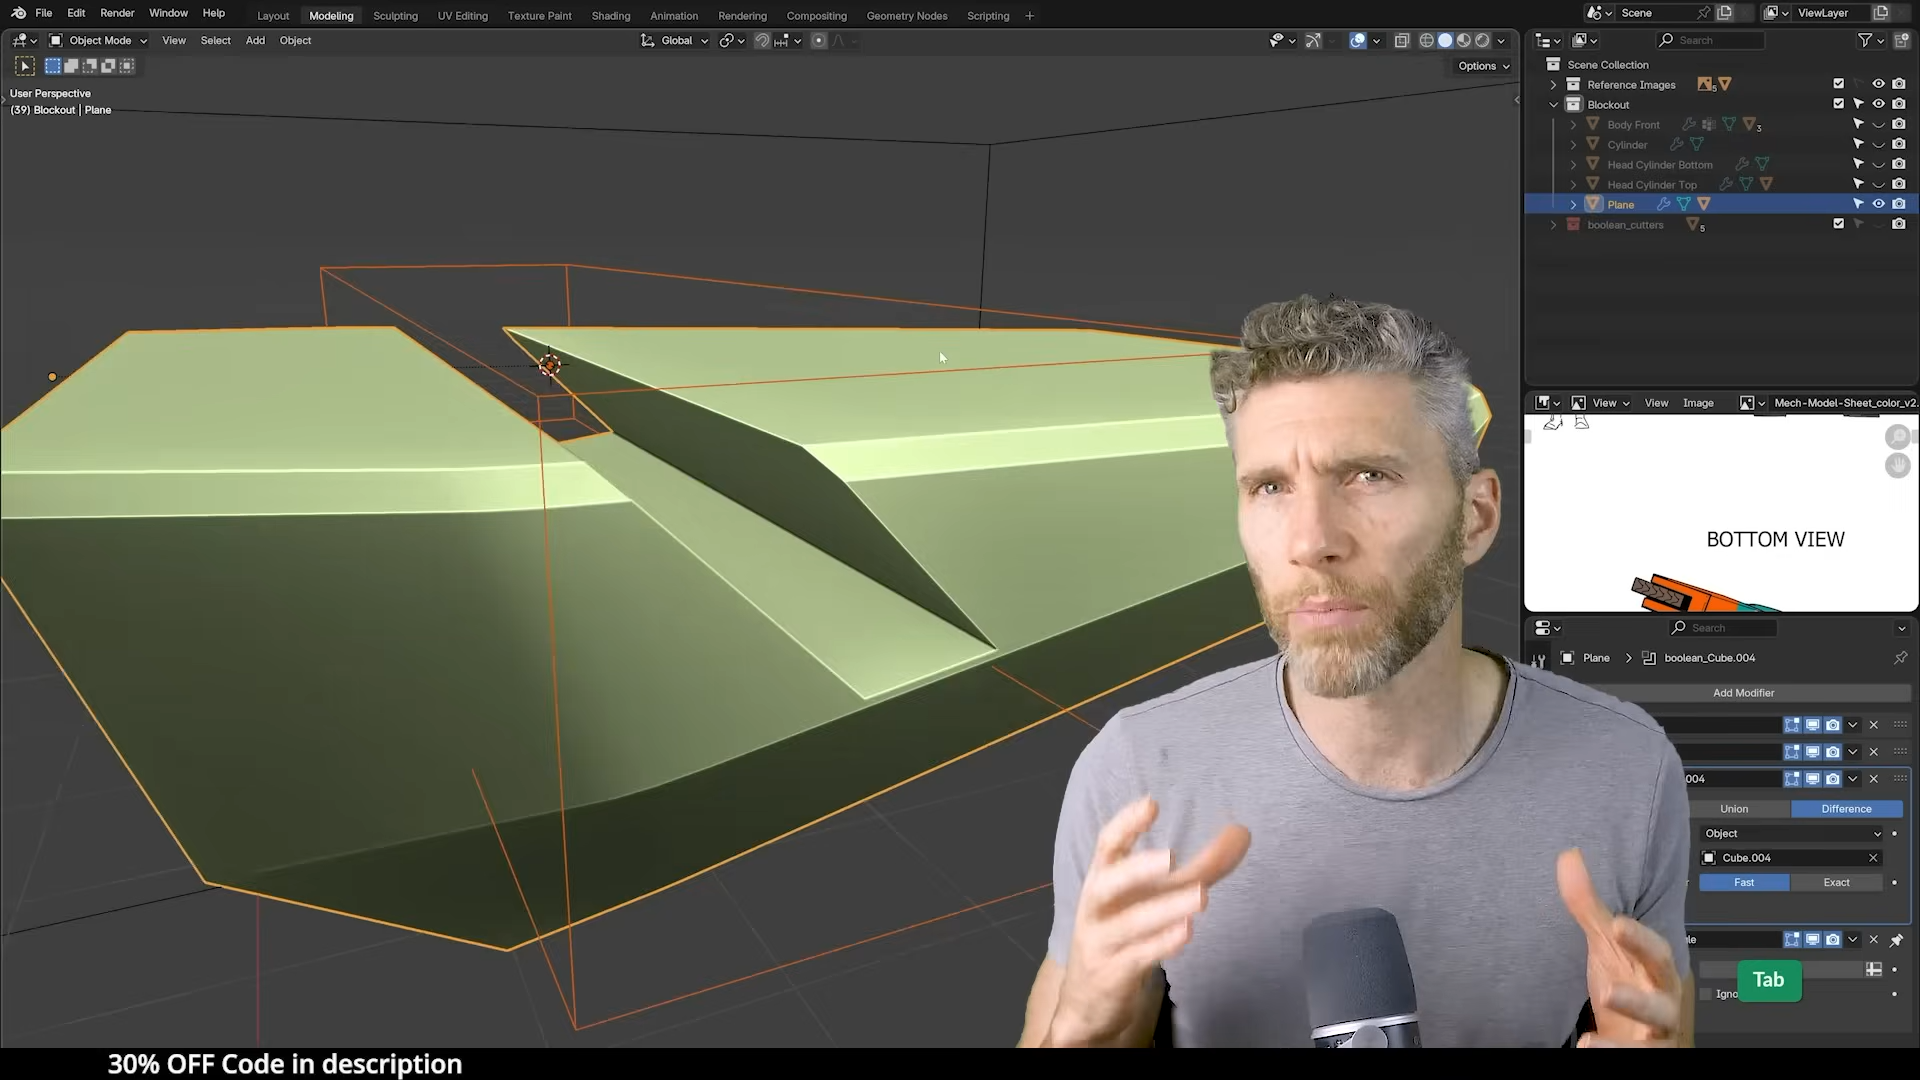 File Edit Render Window Help Layout Modeling Sculpting UV Editing Texture Paint Shading Animation Rendering Compositing Geometry Nodes Scripting + Scene ViewLayer
Object Mode View Select Add Object Global Search
Options
User Perspective
(39) Blockout | Plane
Scene Collection
Reference Images 5
Blockout
Body Front 3
Cylinder
Head Cylinder Bottom
Head Cylinder Top
Plane
boolean_cutters 5
View View Image Mech-Model-Sheet_color_v2.
BOTTOM VIEW
Search
Plane > boolean_Cube.004
Add Modifier
004
Union Difference
Object
Cube.004
Fast Exact
Tab
30% OFF Code in description